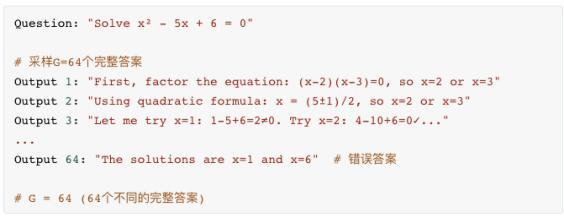 Question: "Solve x² - 5x + 6 = 0"
# 采样G=64个完整答案
Output 1: "First, factor the equation: (x-2)(x-3)=0, so x=2 or x=3"
Output 2: "Using quadratic formula: x = (5±1)/2, so x=2 or x=3"
Output 3: "Let me try x=1: 1-5+6=2≠0. Try x=2: 4-10+6=0✓..."
...
Output 64: "The solutions are x=1 and x=6"  # 错误答案
# G = 64 (64个不同的完整答案)